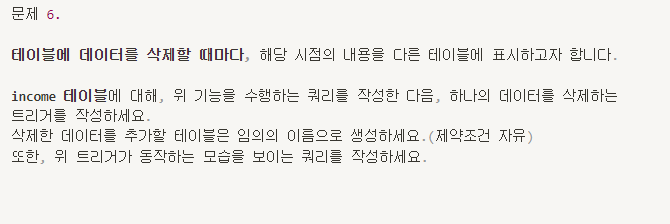 문제 6.
테이블에 데이터를 삭제할 때마다, 해당 시점의 내용을 다른 테이블에 표시하고자 합니다.
income 테이블에 대해, 위 기능을 수행하는 쿼리를 작성한 다음, 하나의 데이터를 삭제하는
트리거를 작성하세요.
삭제한 데이터를 추가할 테이블은 임의의 이름으로 생성하세요.(제약조건 자유)
또한, 위 트리거가 동작하는 모습을 보이는 쿼리를 작성하세요.